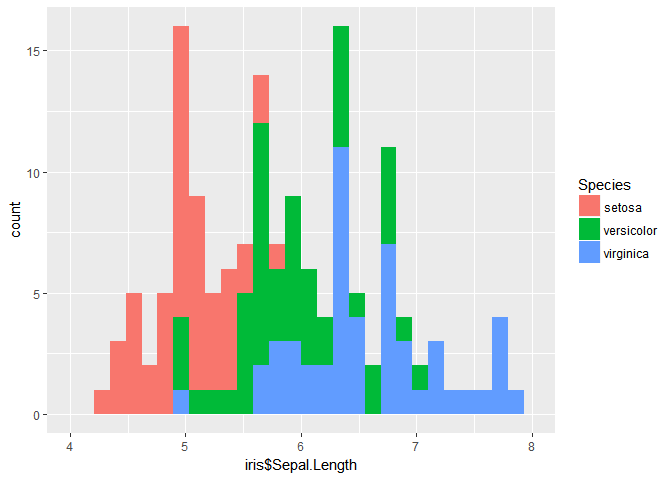 15
10
5
0
count
4 5 6 7 8
iris$Sepal.Length
Species
setosa
versicolor
virginica